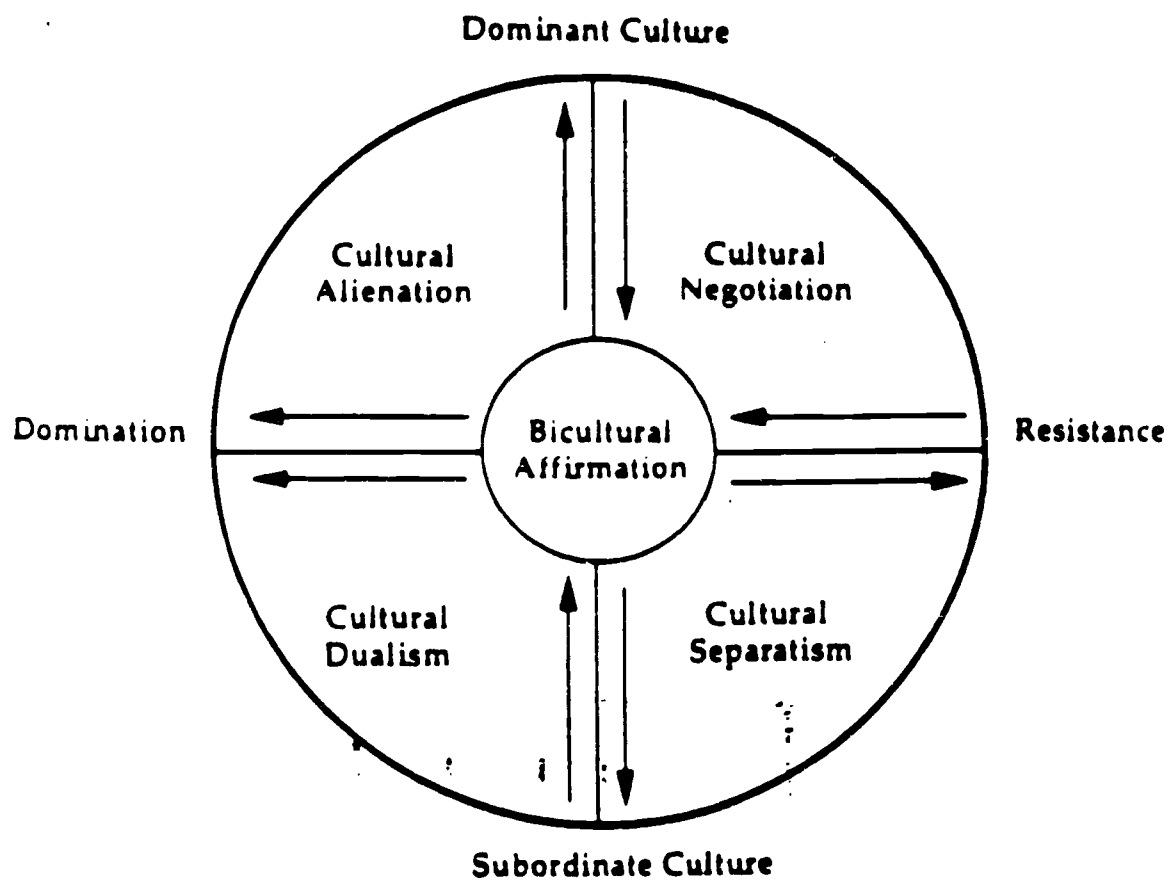 Dominant Culture
Cultural
Alienation
Cultural
Negotiation
Domination
Bicultural
Affirmation
Resistance
Cultural
Dualism
Cultural
Separatism
Subordinate Culture